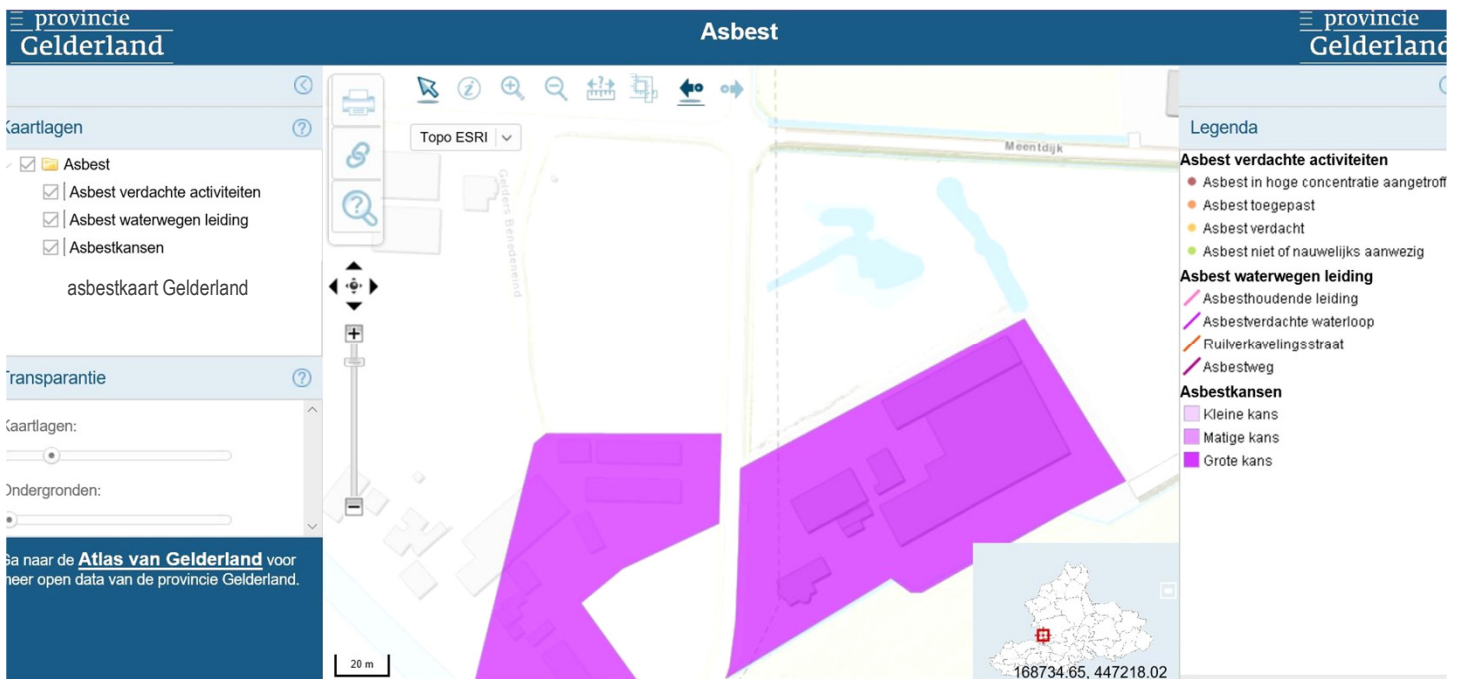 provincie
Gelderland
Asbest
provincie
Gelderland
Kaartlagen
Asbest
Asbest verdachte activiteiten
Asbest waterwegen leiding
Asbestkansen
asbestkaart Gelderland
Transparantie
Kaartlagen:
Ondergronden:
Ga naar de Atlas van Gelderland voor
meer open data van de provincie Gelderland.
Topo ESRI
Meentdijk
Gelders Benedeneind
20 m
168734.65, 447218.02
Legenda
Asbest verdachte activiteiten
Asbest in hoge concentratie aangetroff
Asbest toegepast
Asbest verdacht
Asbest niet of nauwelijks aanwezig
Asbest waterwegen leiding
Asbesthoudende leiding
Asbestverdachte waterloop
Ruilverkavelingsstraat
Asbestweg
Asbestkansen
Kleine kans
Matige kans
Grote kans